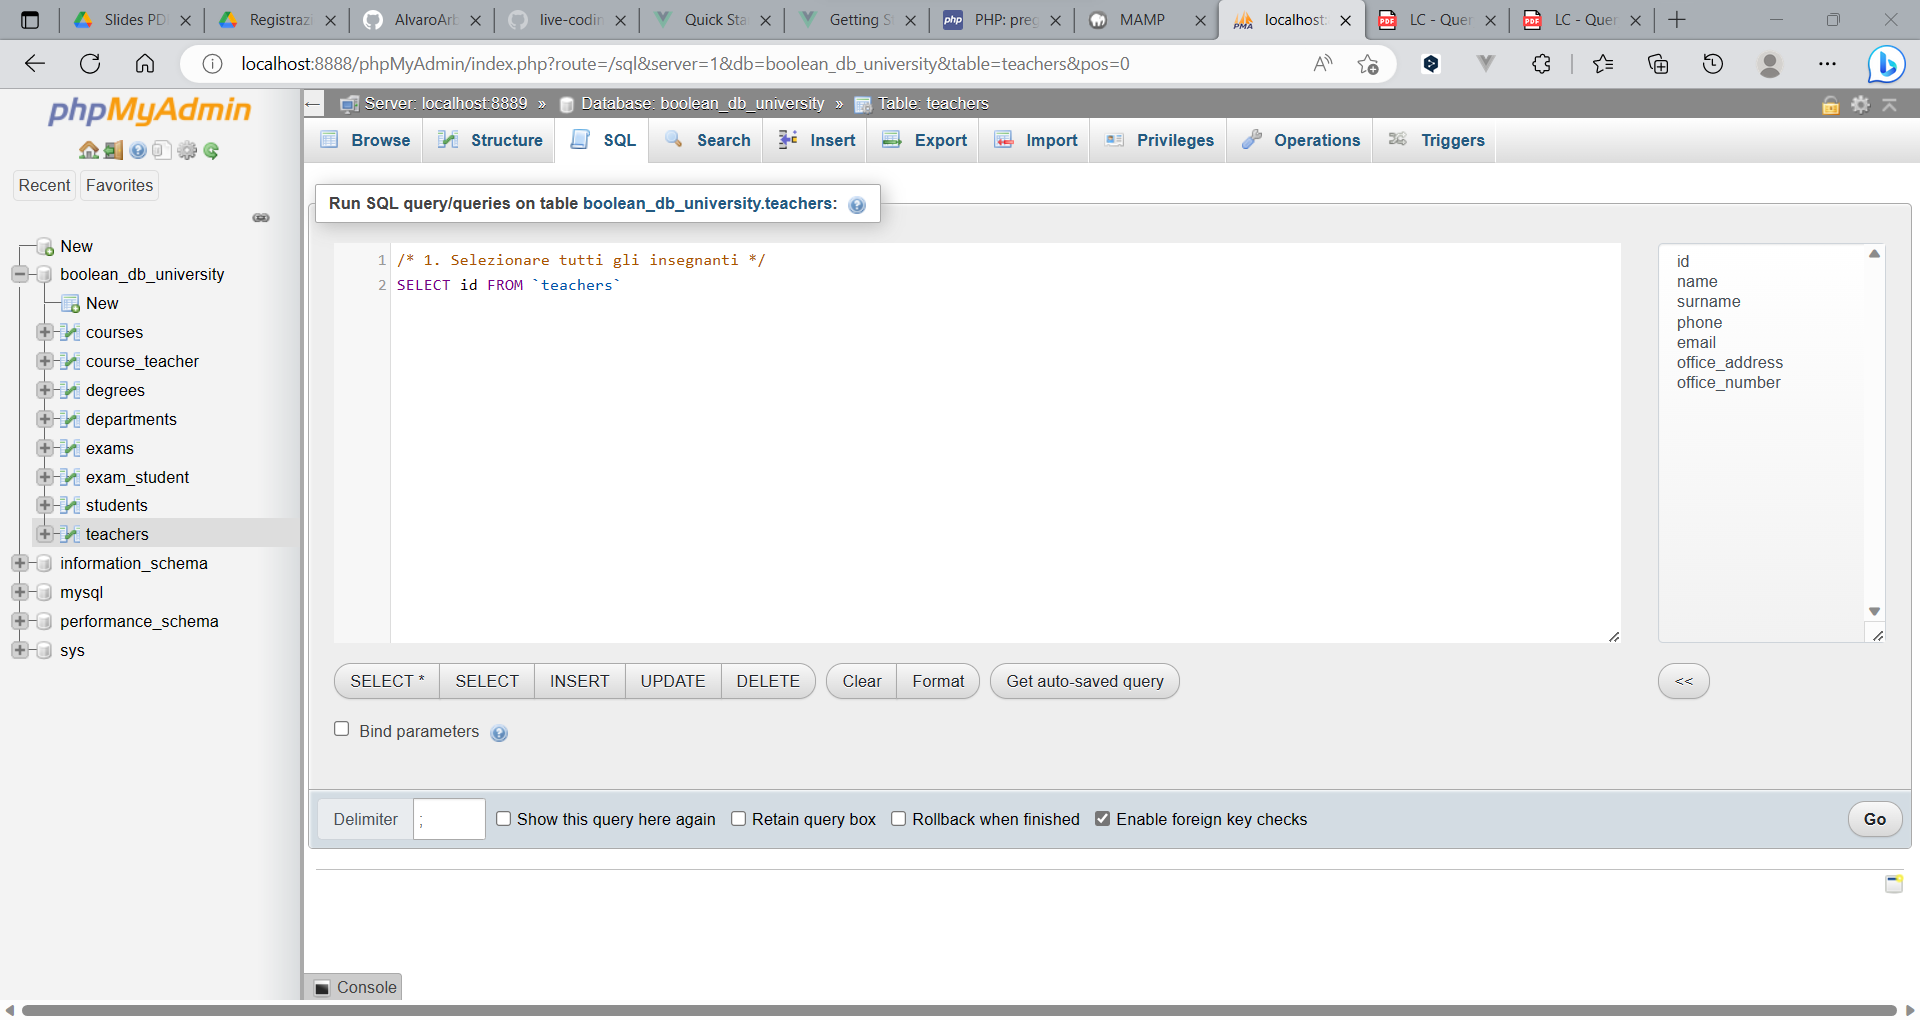 Slides PD
Registraz
AlvaroArb
live-codin
Quick Sta
Getting S
PHP: preg
MAMP
localhost:
LC - Quer
LC - Quer
localhost:8888/phpMyAdmin/index.php?route=/sql&server=1&db=boolean_db_university&table=teachers&pos=0
phpMyAdmin
Recent
Favorites
New
boolean_db_university
New
courses
course_teacher
degrees
departments
exams
exam_student
students
teachers
information_schema
mysql
performance_schema
sys
Server: localhost:8889 » Database: boolean_db_university » Table: teachers
Browse
Structure
SQL
Search
Insert
Export
Import
Privileges
Operations
Triggers
Run SQL query/queries on table boolean_db_university.teachers:
1 /* 1. Selezionare tutti gli insegnanti */
2 SELECT id FROM `teachers`
id
name
surname
phone
email
office_address
office_number
SELECT *
SELECT
INSERT
UPDATE
DELETE
Clear
Format
Get auto-saved query
<<
Bind parameters
Delimiter
;
Show this query here again
Retain query box
Rollback when finished
Enable foreign key checks
Go
Console